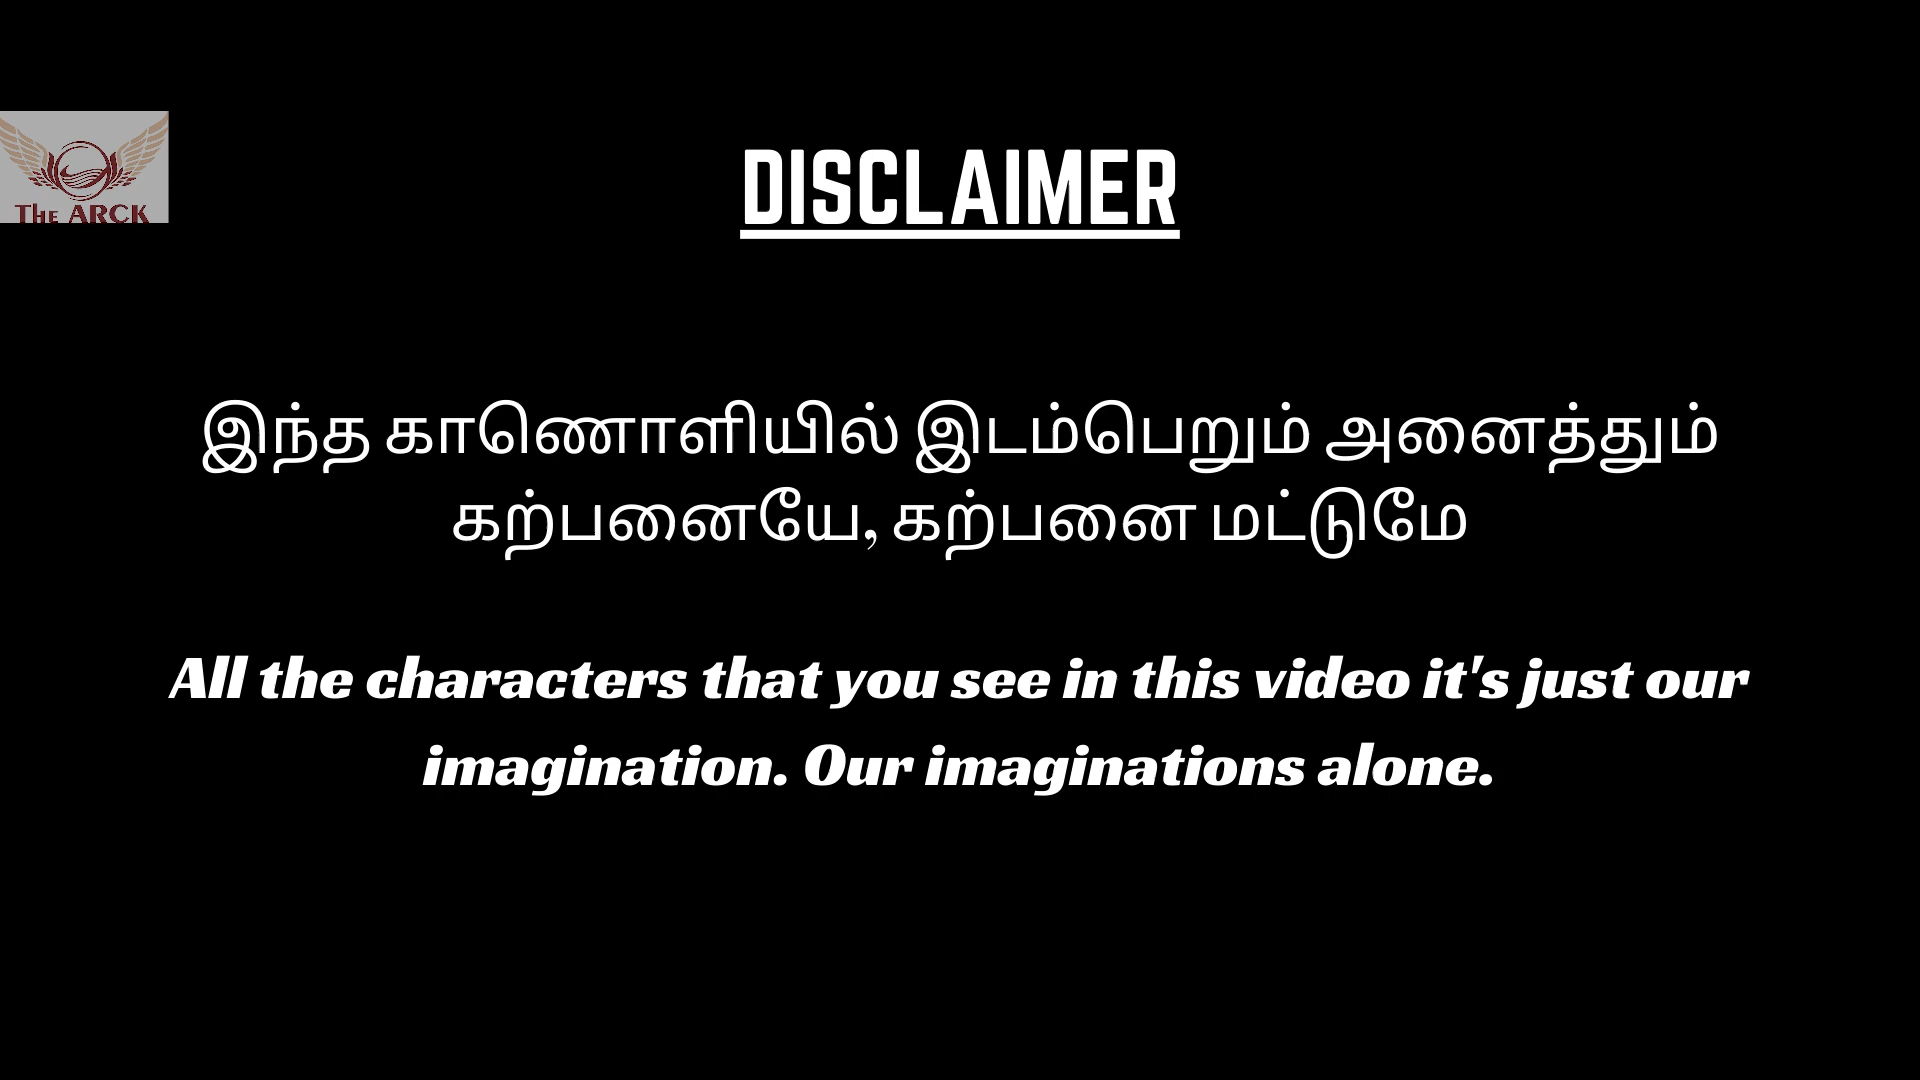 The ARCK
DISCLAIMER
இந்த காணொளியில் இடம்பெறும் அனைத்தும்
கற்பனையே, கற்பனை மட்டுமே
All the characters that you see in this video it's just our
imagination. Our imaginations alone.